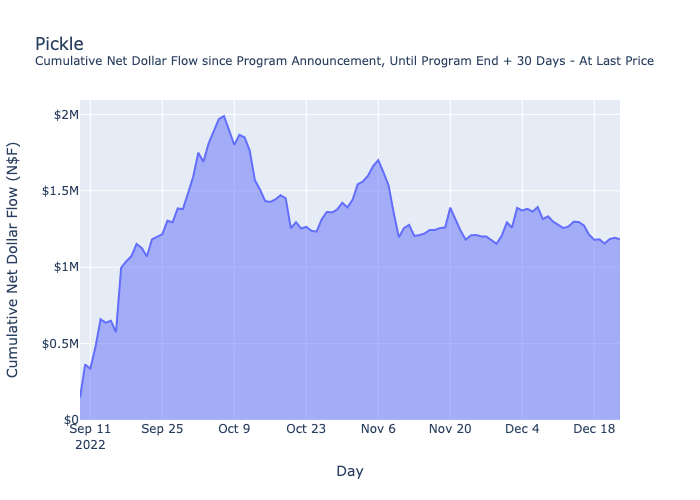 Pickle
Cumulative Net Dollar Flow since Program Announcement, Until Program End + 30 Days - At Last Price
Cumulative Net Dollar Flow (N$F)
$2M
$1.5M
$1M
$0.5M
$0
Sep 11 Sep 25 Oct 9 Oct 23 Nov 6 Nov 20 Dec 4 Dec 18
2022
Day